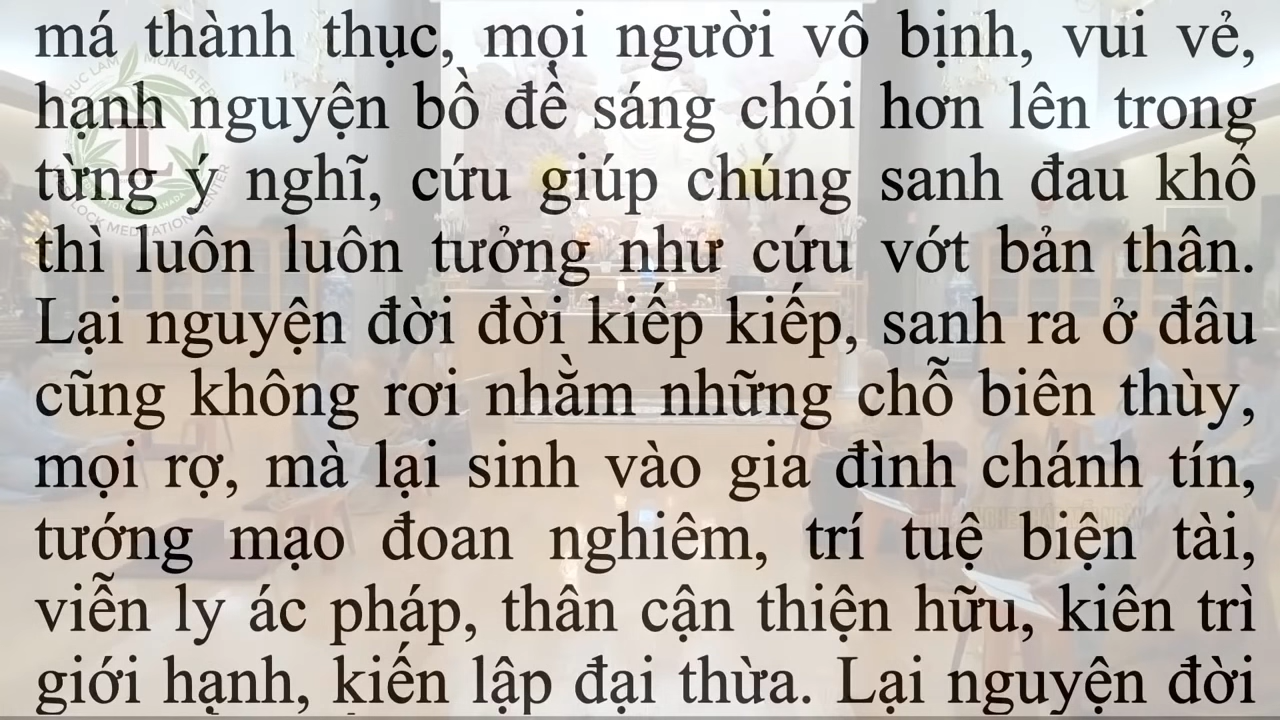 má thành thục, mọi người vô bịnh, vui vẻ,
hạnh nguyện bồ đề sáng chói hơn lên trong
từng ý nghĩ, cứu giúp chúng sanh đau khổ
thì luôn luôn tưởng như cứu vớt bản thân.
Lại nguyện đời đời kiếp kiếp, sanh ra ở đâu
cũng không rơi nhằm những chỗ biên thùy,
mọi rợ, mà lại sinh vào gia đình chánh tín,
tướng mạo đoan nghiêm, trí tuệ biện tài,
viễn ly ác pháp, thân cận thiện hữu, kiên trì
giới hạnh, kiến lập đại thừa. Lại nguyện đời